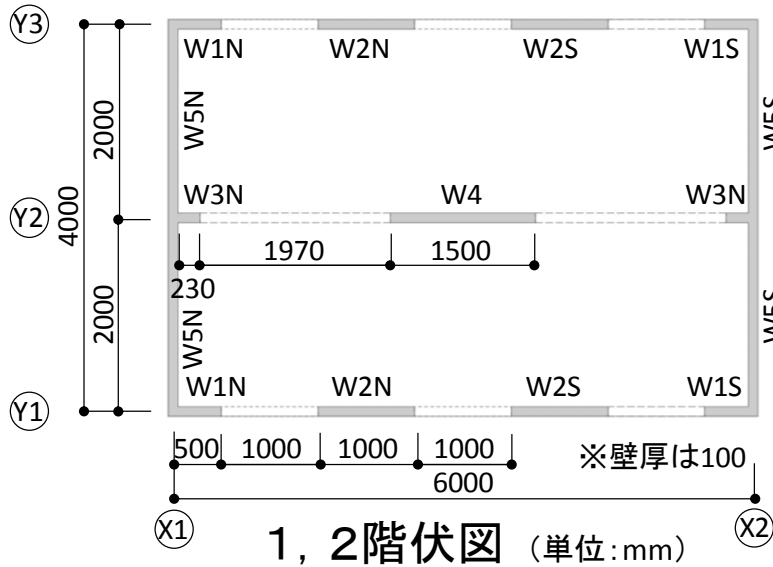 Y3
W1N W2N W2S W1S
W5N
W5S
2000
4000
W3N W4 W3N
Y2
1970 1500
230
2000
W5N
W5S
W1N W2N W2S W1S
Y1
500 1000 1000 1000
※壁厚は100
6000
X1
X2
1，2階伏図 （単位：mm）